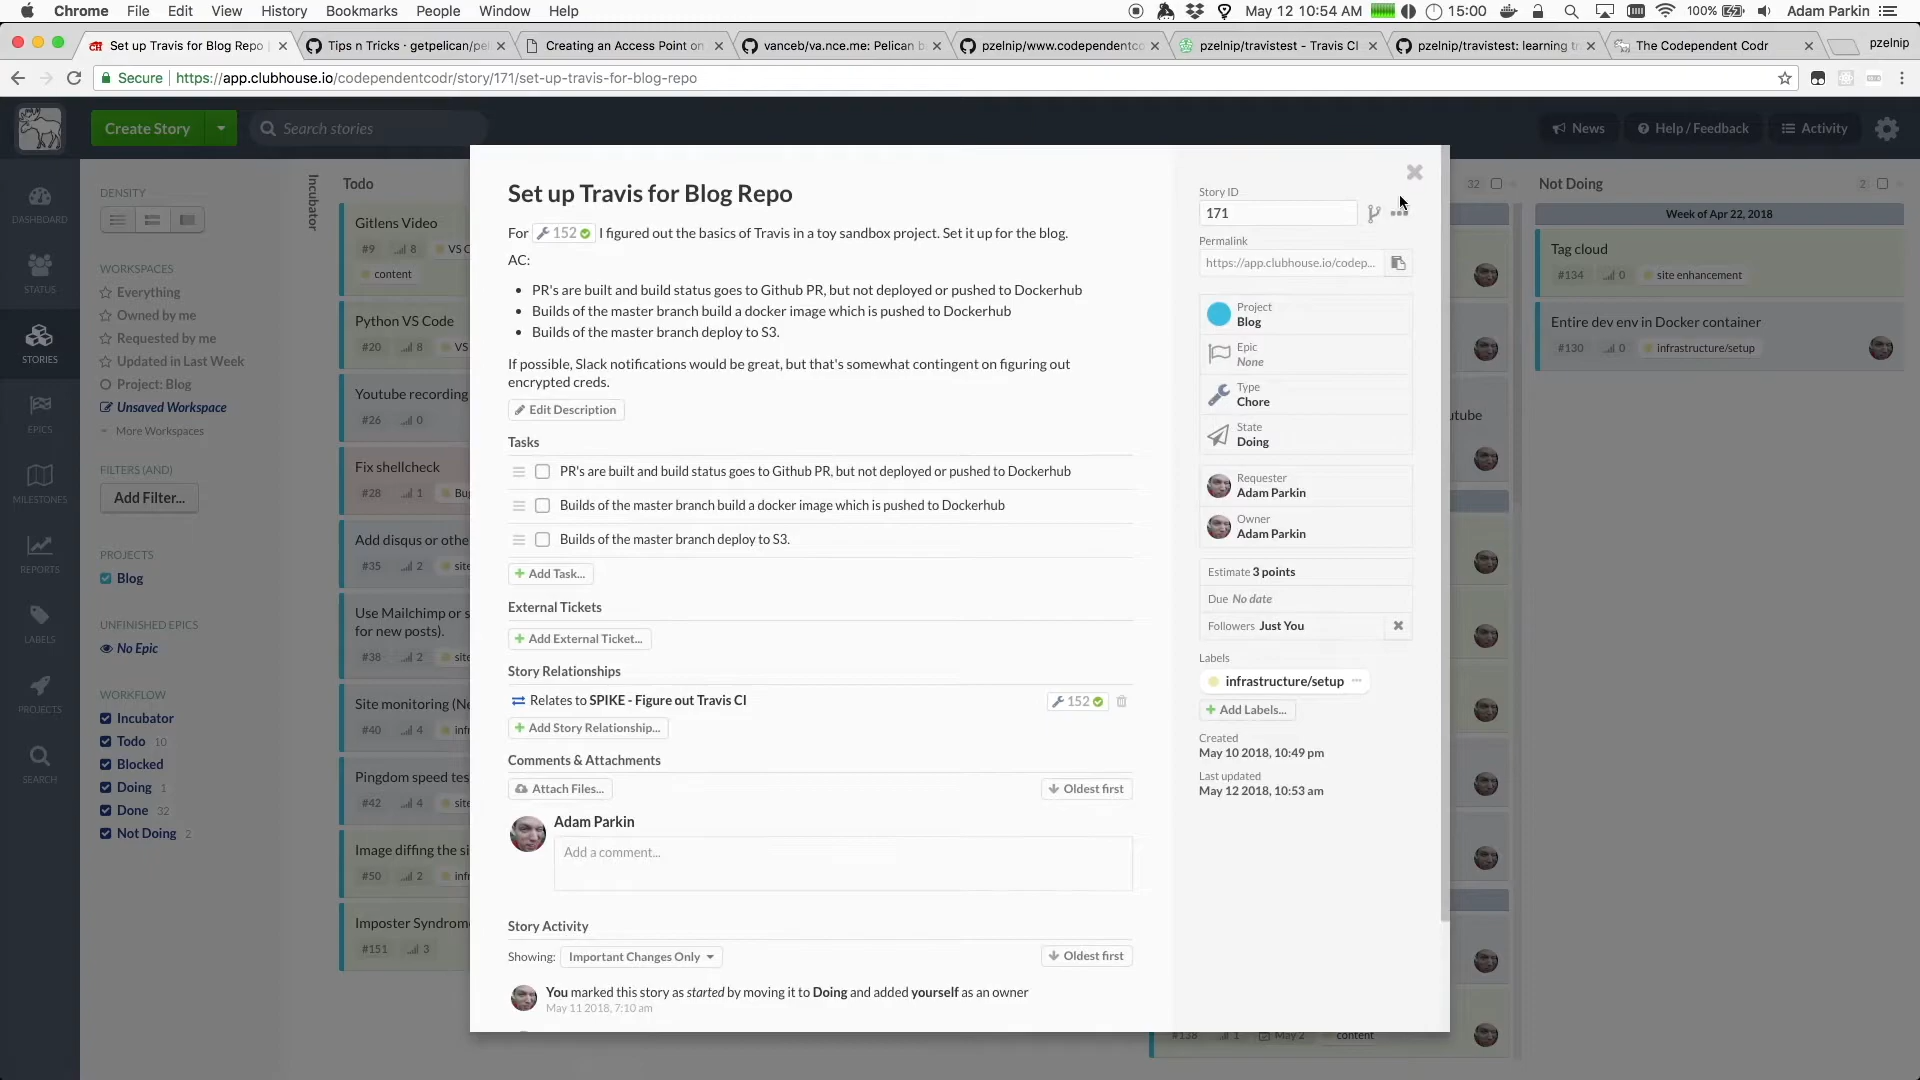 Chrome File Edit View History Bookmarks People Window Help
May 12 10:54 AM 15:00 100% Adam Parkin
Set up Travis for Blog Repo
Tips n Tricks · getpelican/pel
Creating an Access Point on
vanceb/va.nce.me: Pelican b
pzelnip/www.codependentco
pzelnip/travistest - Travis CI
pzelnip/travistest: learning tr
The Codependent Codr
pzelnip
Secure https://app.clubhouse.io/codependentcodr/story/171/set-up-travis-for-blog-repo
Create Story
Search stories
News
Help / Feedback
Activity
DASHBOARD
STATUS
STORIES
EPICS
MILESTONES
REPORTS
LABELS
PROJECTS
SEARCH
DENSITY
WORKSPACES
Everything
Owned by me
Requested by me
Updated in Last Week
Project: Blog
Unsaved Workspace
More Workspaces
FILTERS (AND)
Add Filter...
PROJECTS
Blog
UNFINISHED EPICS
No Epic
WORKFLOW
Incubator
Todo 10
Blocked
Doing 1
Done 32
Not Doing 2
Incubator
Todo
Gitlens Video
#9 8 VS C
content
Python VS Code
#20 8 VS
Youtube recording
#26 0
Fix shellcheck
#28 1 Bu
Add disqus or othe
#35 2 site
Use Mailchimp or s
for new posts).
#38 2 site
Site monitoring (Ne
#40 4 inf
Pingdom speed tes
#42 4 site
Image diffing the si
#50 2 infr
Imposter Syndrom
#151 3
Set up Travis for Blog Repo
For 152 I figured out the basics of Travis in a toy sandbox project. Set it up for the blog.
AC:
• PR's are built and build status goes to Github PR, but not deployed or pushed to Dockerhub
• Builds of the master branch build a docker image which is pushed to Dockerhub
• Builds of the master branch deploy to S3.
If possible, Slack notifications would be great, but that's somewhat contingent on figuring out
encrypted creds.
Edit Description
Tasks
PR's are built and build status goes to Github PR, but not deployed or pushed to Dockerhub
Builds of the master branch build a docker image which is pushed to Dockerhub
Builds of the master branch deploy to S3.
+ Add Task...
External Tickets
+ Add External Ticket...
Story Relationships
Relates to SPIKE - Figure out Travis CI 152
+ Add Story Relationship...
Comments & Attachments
Attach Files...
Oldest first
Adam Parkin
Add a comment...
Story Activity
Showing: Important Changes Only
Oldest first
You marked this story as started by moving it to Doing and added yourself as an owner
May 11 2018, 7:10 am
Story ID
171
Permalink
https://app.clubhouse.io/codep...
Project
Blog
Epic
None
Type
Chore
State
Doing
Requester
Adam Parkin
Owner
Adam Parkin
Estimate 3 points
Due No date
Followers Just You
Labels
infrastructure/setup
+ Add Labels...
Created
May 10 2018, 10:49 pm
Last updated
May 12 2018, 10:53 am
32
utube
#138 1 May 2 content
Not Doing 2
Week of Apr 22, 2018
Tag cloud
#134 0 site enhancement
Entire dev env in Docker container
#130 0 infrastructure/setup